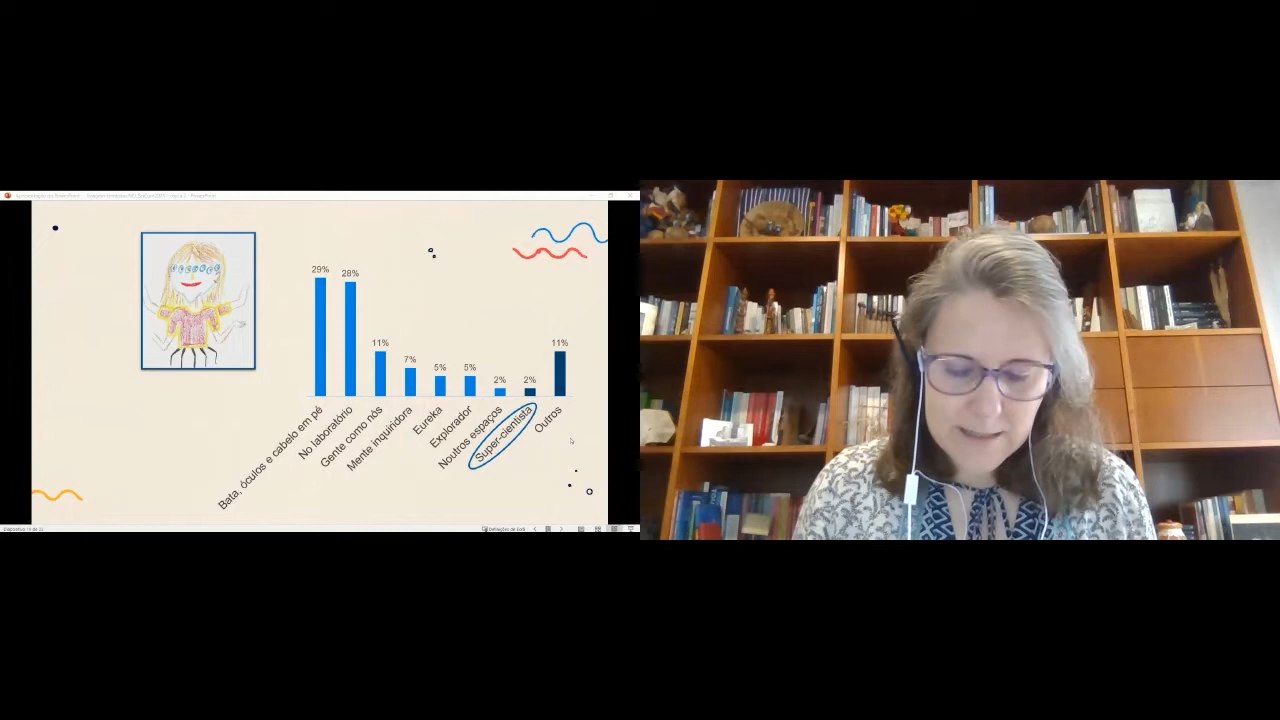 29%
28%
11%
7%
5%
5%
2%
2%
11%
Bata, óculos e cabelo em pé
No laboratório
Gente como nós
Mente inquiridora
Eureka
Explorador
Noutros espaços
Super-cientista
Outros